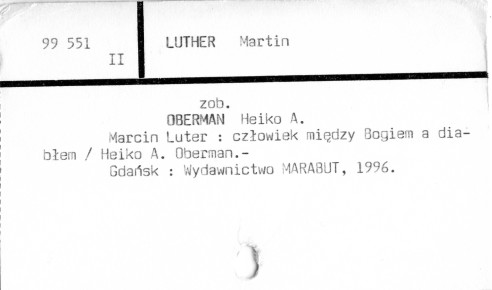 99 551 LUTHER Martin
II
zob.
OBERMAN Heiko A.
Marcin Luter : człowiek między Bogiem a dia-
błem / Heiko A. Oberman.-
Gdańsk : Wydawnictwo MARABUT, 1996.